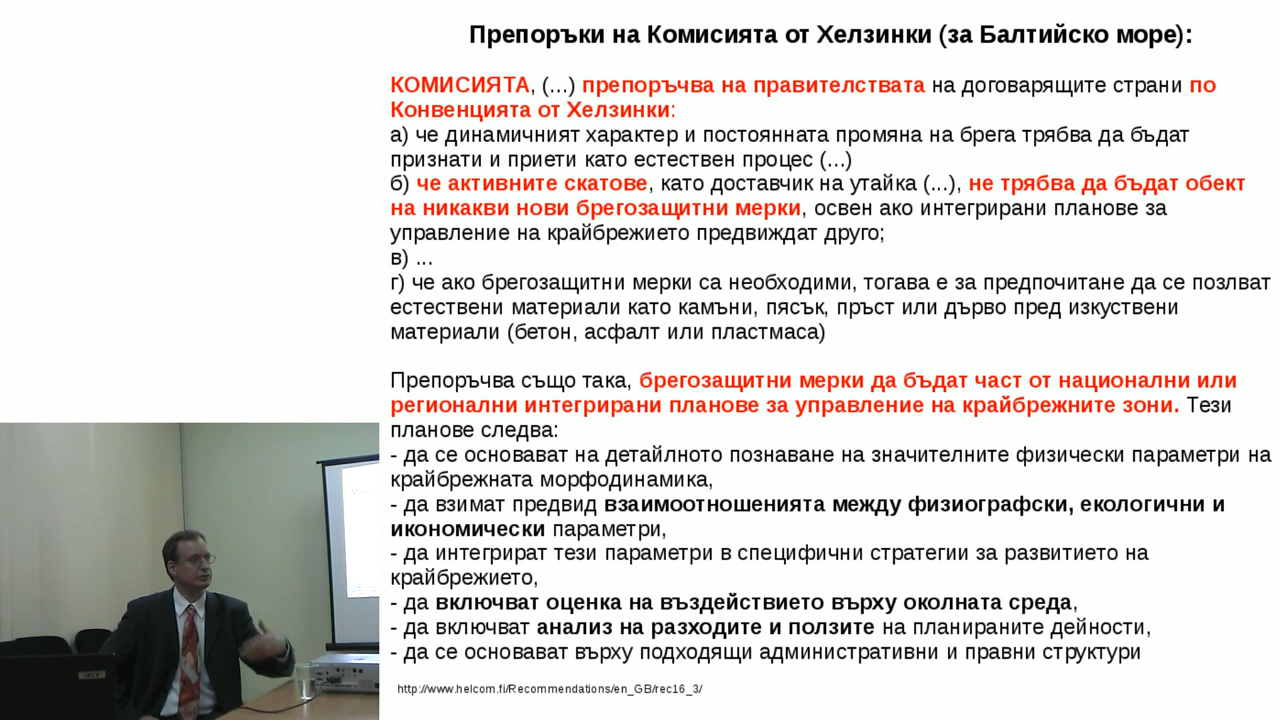 Препоръки на Комисията от Хелзинки (за Балтийско море):
КОМИСИЯТА, (...) препоръчва на правителствата на договарящите страни по
Конвенцията от Хелзинки:
а) че динамичният характер и постоянната промяна на брега трябва да бъдат
признати и приети като естествен процес (...)
б) че активните скатове, като доставчик на утайка (...), не трябва да бъдат обект
на никакви нови брегозащитни мерки, освен ако интегрирани планове за
управление на крайбрежието предвиждат друго;
в) ...
г) че ако брегозащитни мерки са необходими, тогава е за предпочитане да се позлват
естествени материали като камъни, пясък, пръст или дърво пред изкуствени
материали (бетон, асфалт или пластмаса)
Препоръчва също така, брегозащитни мерки да бъдат част от национални или
регионални интегрирани планове за управление на крайбрежните зони. Тези
планове следва:
- да се основават на детайлното познаване на значителните физически параметри на
крайбрежната морфодинамика,
- да взимат предвид взаимоотношенията между физиографски, екологични и
икономически параметри,
- да интегрират тези параметри в специфични стратегии за развитието на
крайбрежието,
- да включват оценка на въздействието върху околната среда,
- да включват анализ на разходите и ползите на планираните дейности,
- да се основават върху подходящи административни и правни структури
http://www.helcom.fi/Recommendations/en_GB/rec16_3/